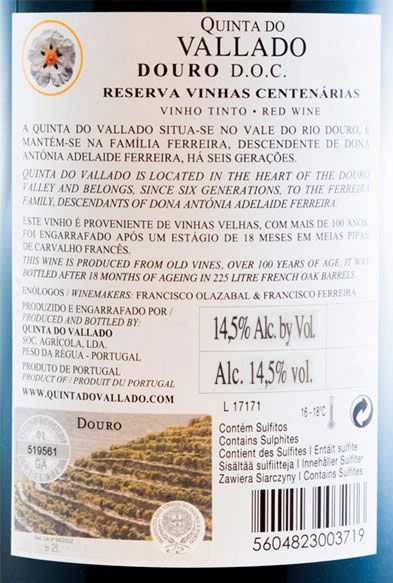 QUINTA DO
VALLADO
DOURO D.O.C.
RESERVA VINHAS CENTENÁRIAS
VINHO TINTO • RED WINE
A QUINTA DO VALLADO SITUA-SE NO VALE DO RIO DOURO, E
MANTÉM-SE NA FAMÍLIA FERREIRA, DESCENDENTE DE DONA
ANTÓNIA ADELAIDE FERREIRA, HÁ SEIS GERAÇÕES.
QUINTA DO VALLADO IS LOCATED IN THE HEART OF THE DOURO
VALLEY AND BELONGS, SINCE SIX GENERATIONS, TO THE FERREIRA
FAMILY, DESCENDANTS OF DONA ANTÓNIA ADELAIDE FERREIRA.
ESTE VINHO É PROVENIENTE DE VINHAS VELHAS, COM MAIS DE 100 ANOS.
FOI ENGARRAFADO APÓS UM ESTÁGIO DE 18 MESES EM MEIAS PIPAS
DE CARVALHO FRANCÊS.
THIS WINE IS PRODUCED FROM OLD VINES, OVER 100 YEARS OF AGE. IT WAS
BOTTLED AFTER 18 MONTHS OF AGEING IN 225 LITRE FRENCH OAK BARRELS.
ENÓLOGOS / WINEMAKERS: FRANCISCO OLAZABAL & FRANCISCO FERREIRA
PRODUZIDO E ENGARRAFADO POR /
PRODUCED AND BOTTLED BY:
QUINTA DO VALLADO
SOC. AGRÍCOLA, LDA.
PESO DA RÉGUA - PORTUGAL
PRODUTO DE PORTUGAL
PRODUCT OF / PRODUIT DU PORTUGAL
WWW.QUINTADOVALLADO.COM
14,5% Alc. by Vol.
Alc. 14,5% vol.
L 17171
16 - 18°C
Contém Sulfitos
Contains Sulphites
Contient des Sulfites | Entält sulfite
Sisältää sulfiitteja | Innehåller Sulfiter
Zawiera Siarczyny | Contains Sulfites
DOURO
01
519561
GA
2L
5604823003719